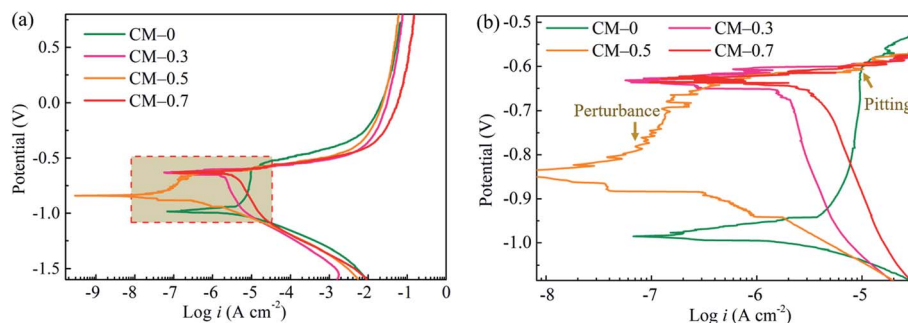 (a)
CM–0
CM–0.3
CM–0.5
CM–0.7
Potential (V)
0.5
0.0
-0.5
-1.0
-1.5
-9 -8 -7 -6 -5 -4 -3 -2 -1 0
Log i (A cm-2)
(b)
CM–0 CM–0.3
CM–0.5 CM–0.7
Perturbance
Pitting
Potential (V)
-0.5
-0.6
-0.7
-0.8
-0.9
-1.0
-8 -7 -6 -5
Log i (A cm-2)